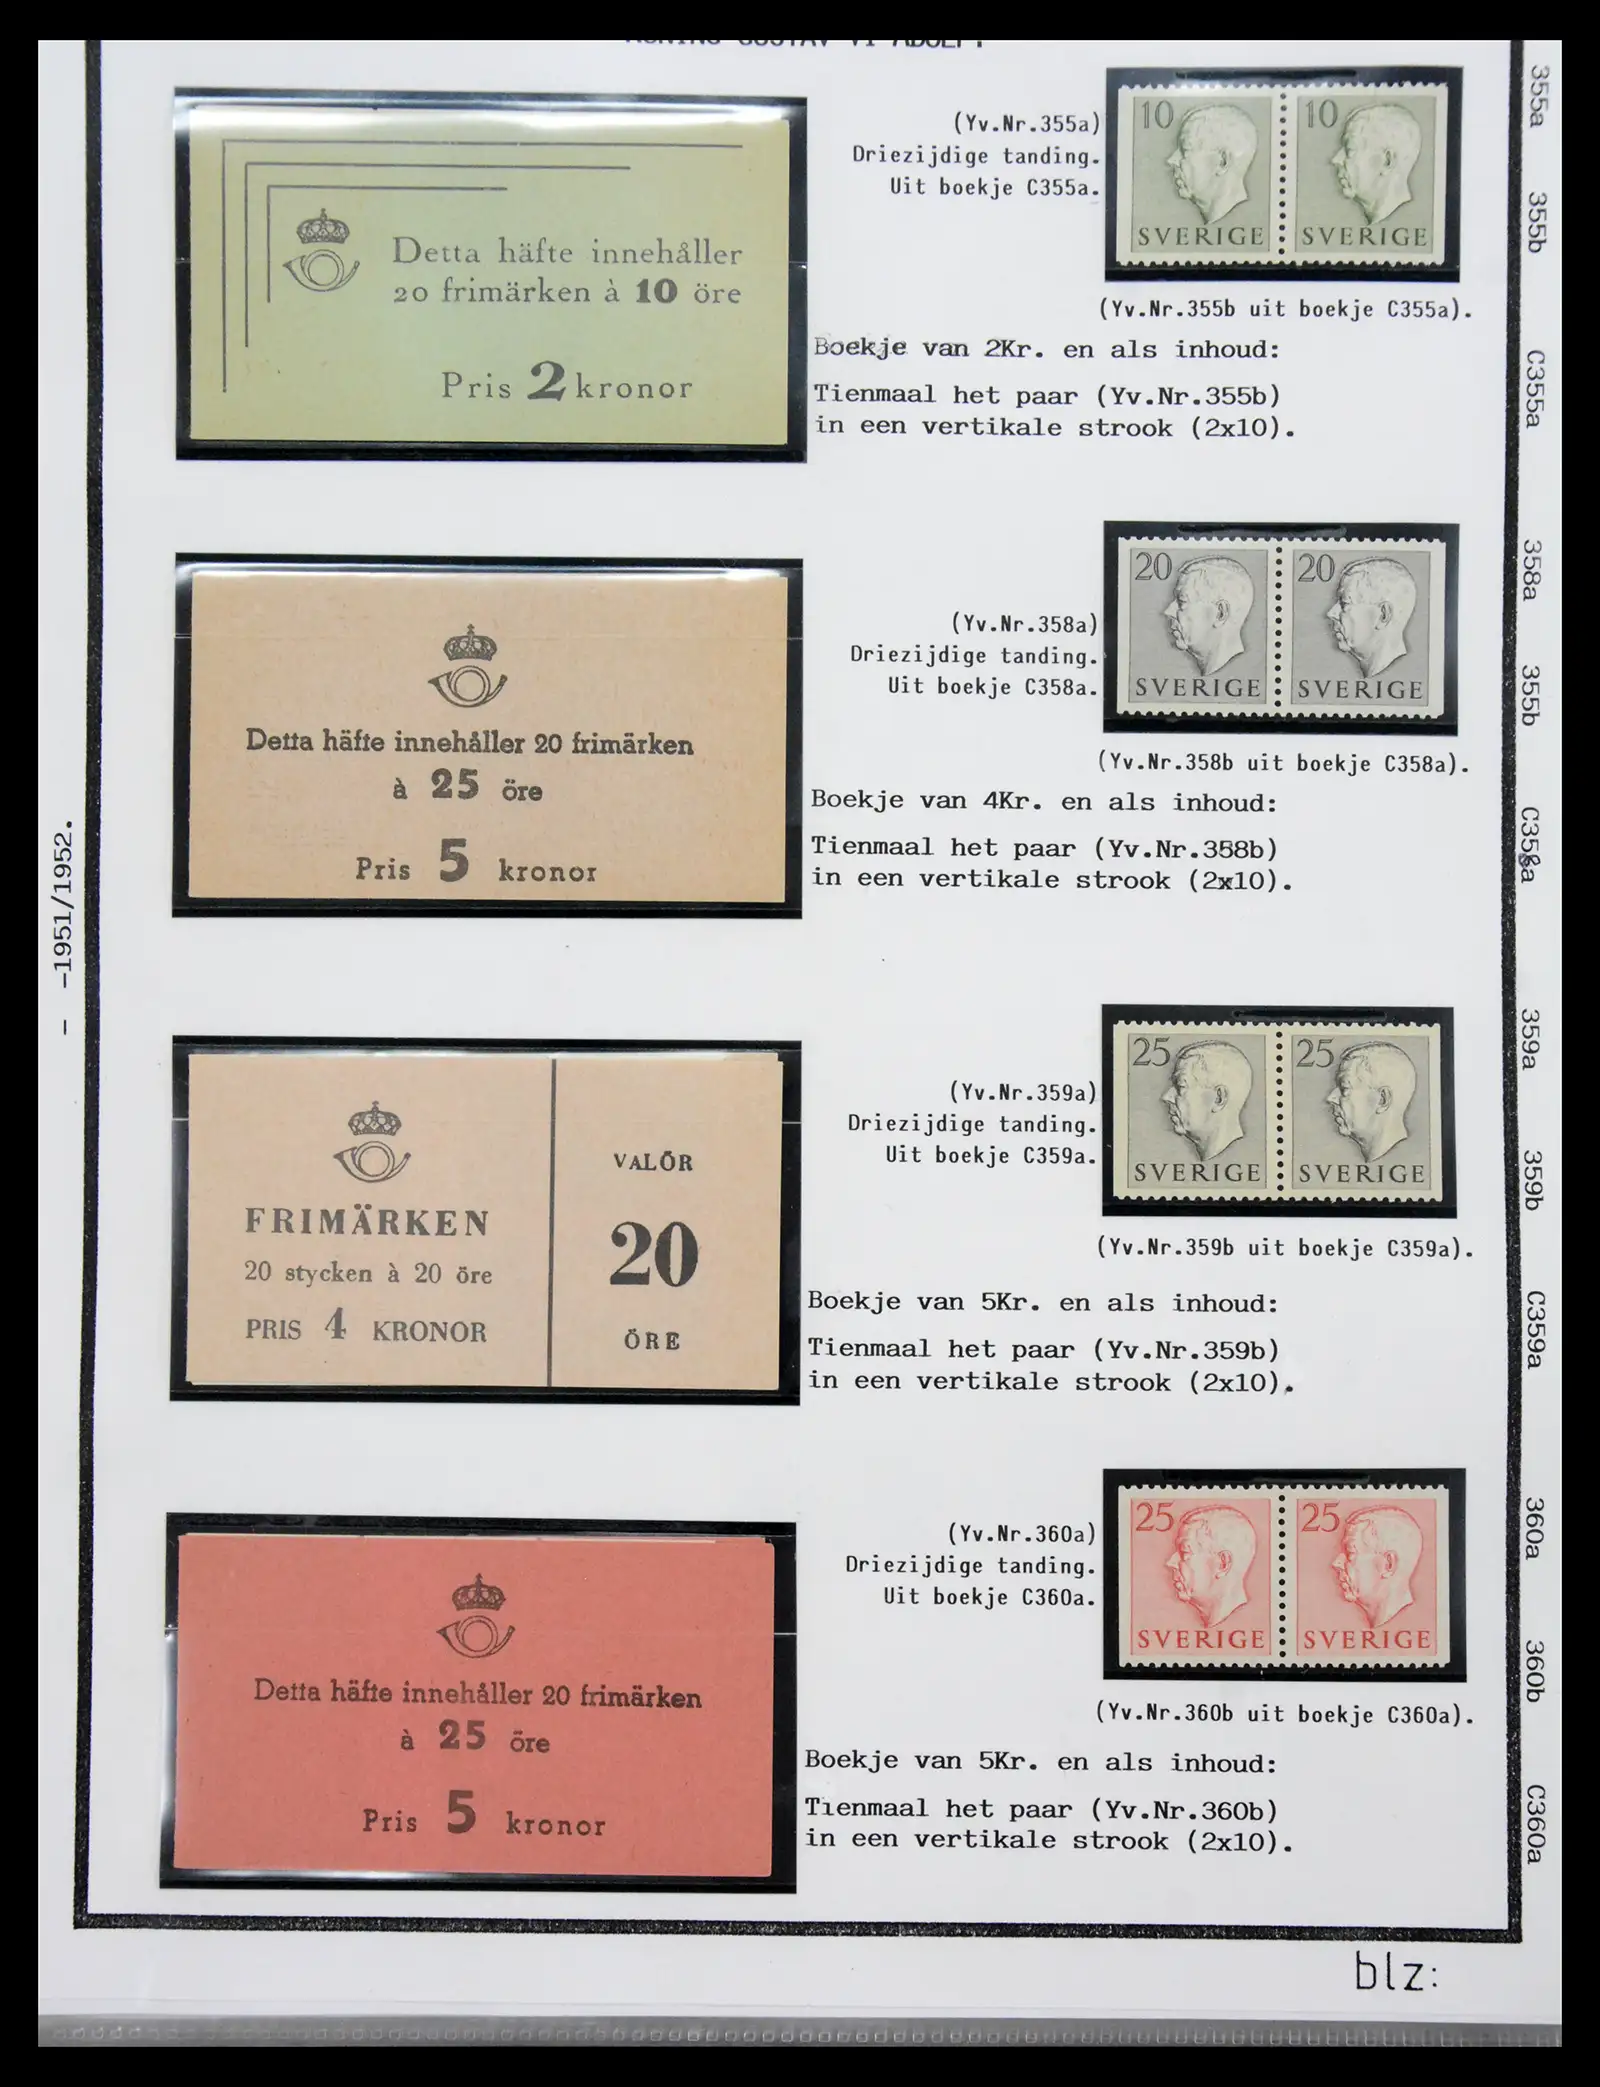 KONING GUSTAV VI ADOLF.
Detta häfte innehåller
20 frimärken à 10 öre
Pris 2 kronor
(Yv.Nr.355a)
Driezijdige tanding.
Uit boekje C355a.
10 10
SVERIGE SVERIGE
(Yv.Nr.355b uit boekje C355a).
Boekje van 2Kr. en als inhoud:
Tienmaal het paar (Yv.Nr.355b)
in een vertikale strook (2x10).
Detta häfte innehåller 20 frimärken
à 25 öre
Pris 5 kronor
(Yv.Nr.358a)
Driezijdige tanding.
Uit boekje C358a.
20 20
SVERIGE SVERIGE
(Yv.Nr.358b uit boekje C358a).
Boekje van 4Kr. en als inhoud:
Tienmaal het paar (Yv.Nr.358b)
in een vertikale strook (2x10).
FRIMÄRKEN
20 stycken à 20 öre
PRIS 4 KRONOR
VALÖR
20
ÖRE
(Yv.Nr.359a)
Driezijdige tanding.
Uit boekje C359a.
25 25
SVERIGE SVERIGE
(Yv.Nr.359b uit boekje C359a).
Boekje van 5Kr. en als inhoud:
Tienmaal het paar (Yv.Nr.359b)
in een vertikale strook (2x10).
Detta häfte innehåller 20 frimärken
à 25 öre
Pris 5 kronor
(Yv.Nr.360a)
Driezijdige tanding.
Uit boekje C360a.
25 25
SVERIGE SVERIGE
(Yv.Nr.360b uit boekje C360a).
Boekje van 5Kr. en als inhoud:
Tienmaal het paar (Yv.Nr.360b)
in een vertikale strook (2x10).
- -1951/1952.
355a
355b
C355a
358a
355b
C358a
359a
359b
C359a
360a
360b
C360a
blz: